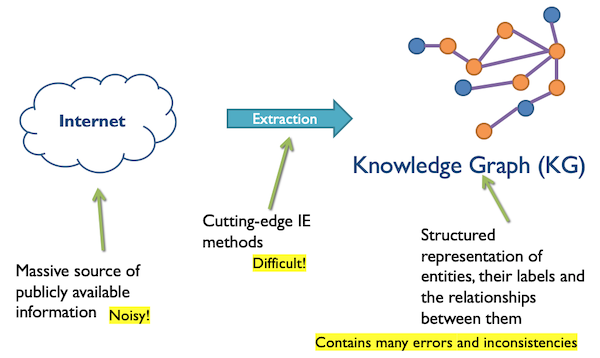 Internet
Extraction
Knowledge Graph (KG)
Massive source of
publicly available
information Noisy!
Cutting-edge IE
methods
Difficult!
Structured
representation of
entities, their labels and
the relationships
between them
Contains many errors and inconsistencies